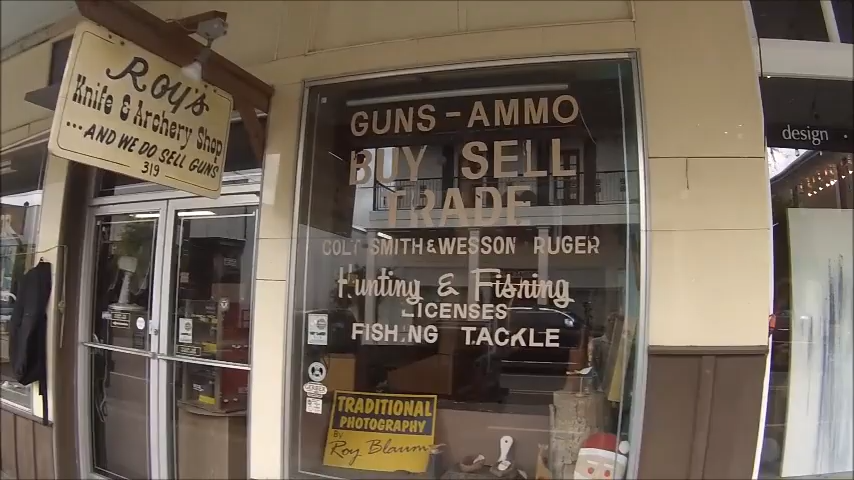 Roy's
Knife & Archery Shop
...AND WE DO SELL GUNS
319
GUNS - AMMO
BUY SELL
TRADE
COLT SMITH & WESSON RUGER
Hunting & Fishing
LICENSES
FISHING TACKLE
TRADITIONAL
PHOTOGRAPHY
By
Roy Blaum
design